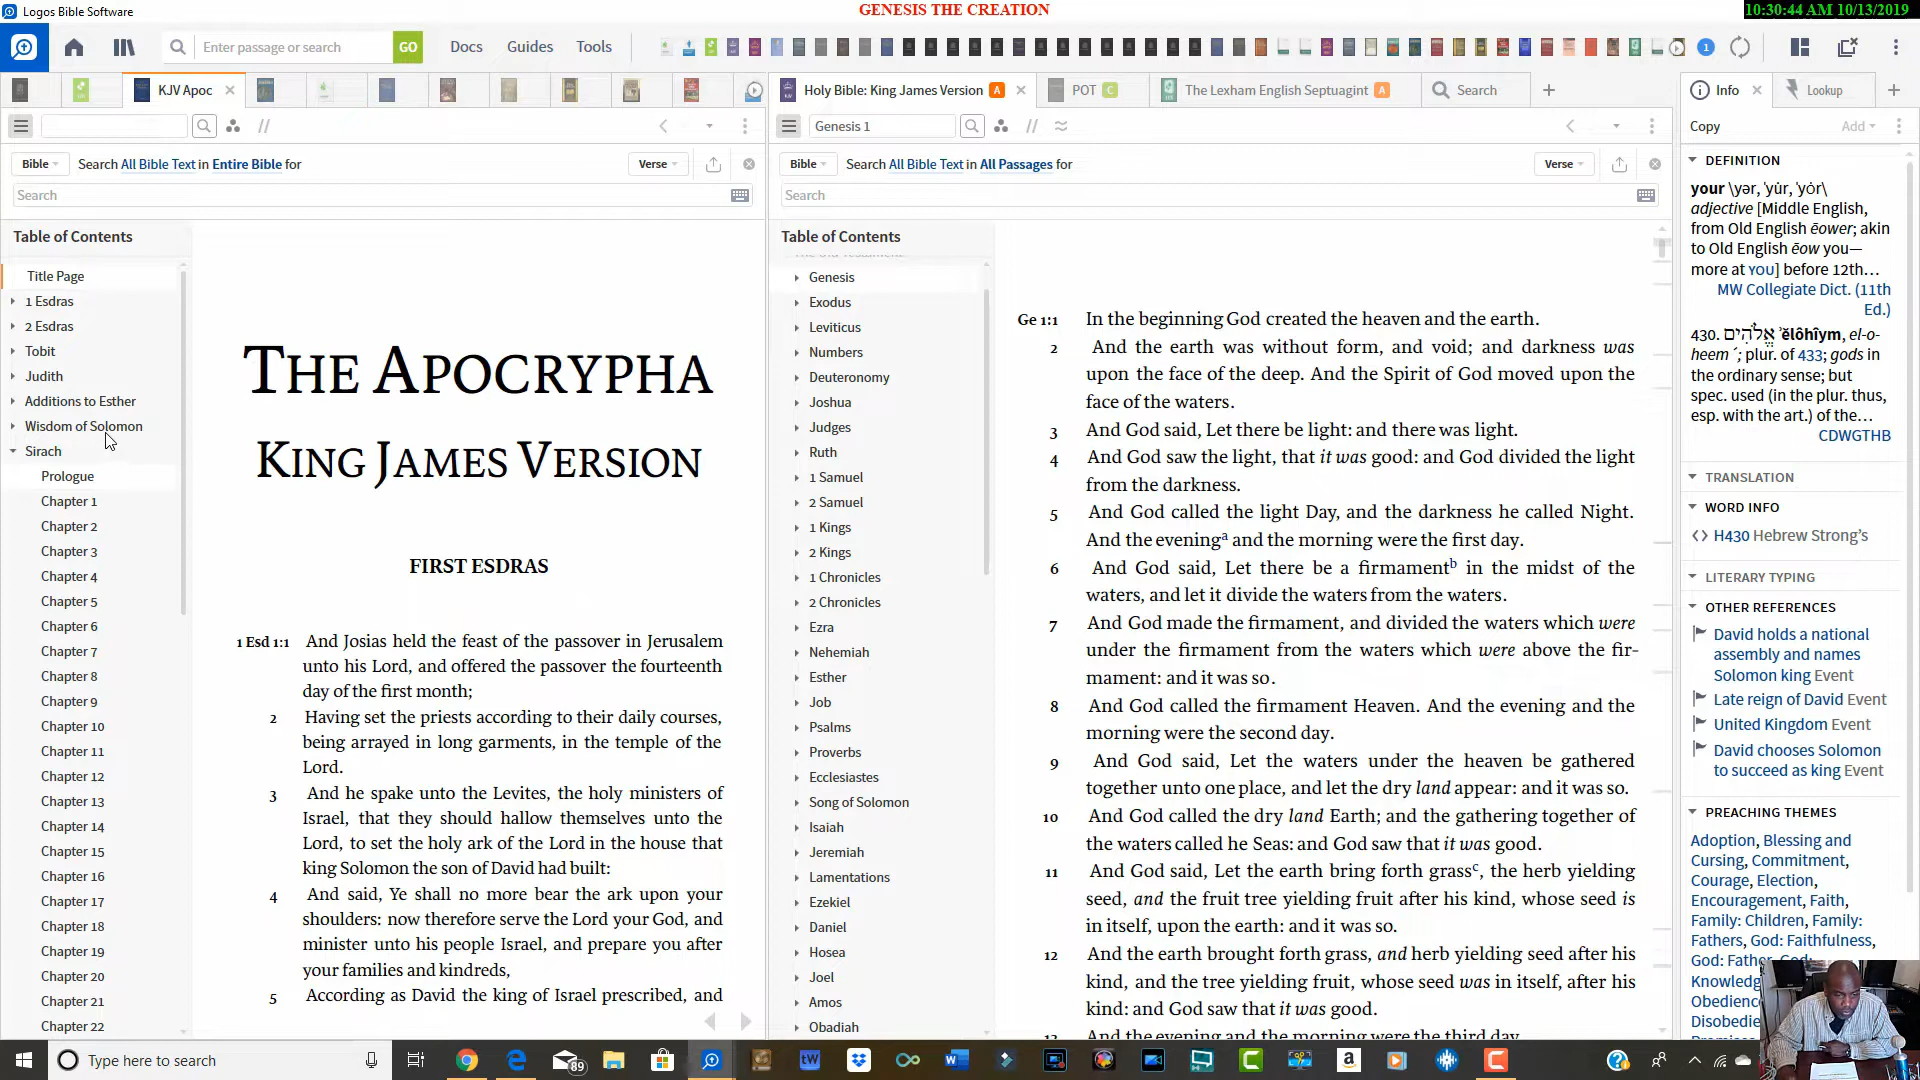 Logos Bible Software
GENESIS THE CREATION
10:30:44 AM 10/13/2019
Enter passage or search
GO
Docs
Guides
Tools
1
KJV Apoc
Holy Bible: King James Version A
POT C
The Lexham English Septuagint A
Search
Info
Lookup
Genesis 1
Copy
Add
Bible
Search All Bible Text in Entire Bible for
Verse
Search
Bible
Search All Bible Text in All Passages for
Verse
Search
Table of Contents
Title Page
1 Esdras
2 Esdras
Tobit
Judith
Additions to Esther
Wisdom of Solomon
Sirach
Prologue
Chapter 1
Chapter 2
Chapter 3
Chapter 4
Chapter 5
Chapter 6
Chapter 7
Chapter 8
Chapter 9
Chapter 10
Chapter 11
Chapter 12
Chapter 13
Chapter 14
Chapter 15
Chapter 16
Chapter 17
Chapter 18
Chapter 19
Chapter 20
Chapter 21
Chapter 22
THE APOCRYPHA
KING JAMES VERSION
FIRST ESDRAS
1 Esd 1:1 And Josias held the feast of the passover in Jerusalem
unto his Lord, and offered the passover the fourteenth
day of the first month;
2 Having set the priests according to their daily courses,
being arrayed in long garments, in the temple of the
Lord.
3 And he spake unto the Levites, the holy ministers of
Israel, that they should hallow themselves unto the
Lord, to set the holy ark of the Lord in the house that
king Solomon the son of David had built:
4 And said, Ye shall no more bear the ark upon your
shoulders: now therefore serve the Lord your God, and
minister unto his people Israel, and prepare you after
your families and kindreds,
5 According as David the king of Israel prescribed, and
Table of Contents
The Old Testament
Genesis
Exodus
Leviticus
Numbers
Deuteronomy
Joshua
Judges
Ruth
1 Samuel
2 Samuel
1 Kings
2 Kings
1 Chronicles
2 Chronicles
Ezra
Nehemiah
Esther
Job
Psalms
Proverbs
Ecclesiastes
Song of Solomon
Isaiah
Jeremiah
Lamentations
Ezekiel
Daniel
Hosea
Joel
Amos
Obadiah
Ge 1:1 In the beginning God created the heaven and the earth.
2 And the earth was without form, and void; and darkness was
upon the face of the deep. And the Spirit of God moved upon the
face of the waters.
3 And God said, Let there be light: and there was light.
4 And God saw the light, that it was good: and God divided the light
from the darkness.
5 And God called the light Day, and the darkness he called Night.
And the eveningᵃ and the morning were the first day.
6 And God said, Let there be a firmamentᵇ in the midst of the
waters, and let it divide the waters from the waters.
7 And God made the firmament, and divided the waters which were
under the firmament from the waters which were above the fir-
mament: and it was so.
8 And God called the firmament Heaven. And the evening and the
morning were the second day.
9 And God said, Let the waters under the heaven be gathered
together unto one place, and let the dry land appear: and it was so.
10 And God called the dry land Earth; and the gathering together of
the waters called he Seas: and God saw that it was good.
11 And God said, Let the earth bring forth grassᶜ, the herb yielding
seed, and the fruit tree yielding fruit after his kind, whose seed is
in itself, upon the earth: and it was so.
12 And the earth brought forth grass, and herb yielding seed after his
kind, and the tree yielding fruit, whose seed was in itself, after his
kind: and God saw that it was good.
And the evening and the morning were the third day.
DEFINITION
your \yər, ˈyu̇r, ˈyȯr\
adjective [Middle English,
from Old English ēower; akin
to Old English ēow you—
more at YOU] before 12th…
MW Collegiate Dict. (11th
Ed.)
430. אֱלֹהִים ʾĕlôhîym, el-o-
heem´; plur. of 433; gods in
the ordinary sense; but
spec. used (in the plur. thus,
esp. with the art.) of the…
CDWGTHB
TRANSLATION
WORD INFO
H430 Hebrew Strong's
LITERARY TYPING
OTHER REFERENCES
David holds a national
assembly and names
Solomon king Event
Late reign of David Event
United Kingdom Event
David chooses Solomon
to succeed as king Event
PREACHING THEMES
Adoption, Blessing and
Cursing, Commitment,
Courage, Election,
Encouragement, Faith,
Family: Children, Family:
Fathers, God: Faithfulness,
God: Father, God:
Type here to search
89